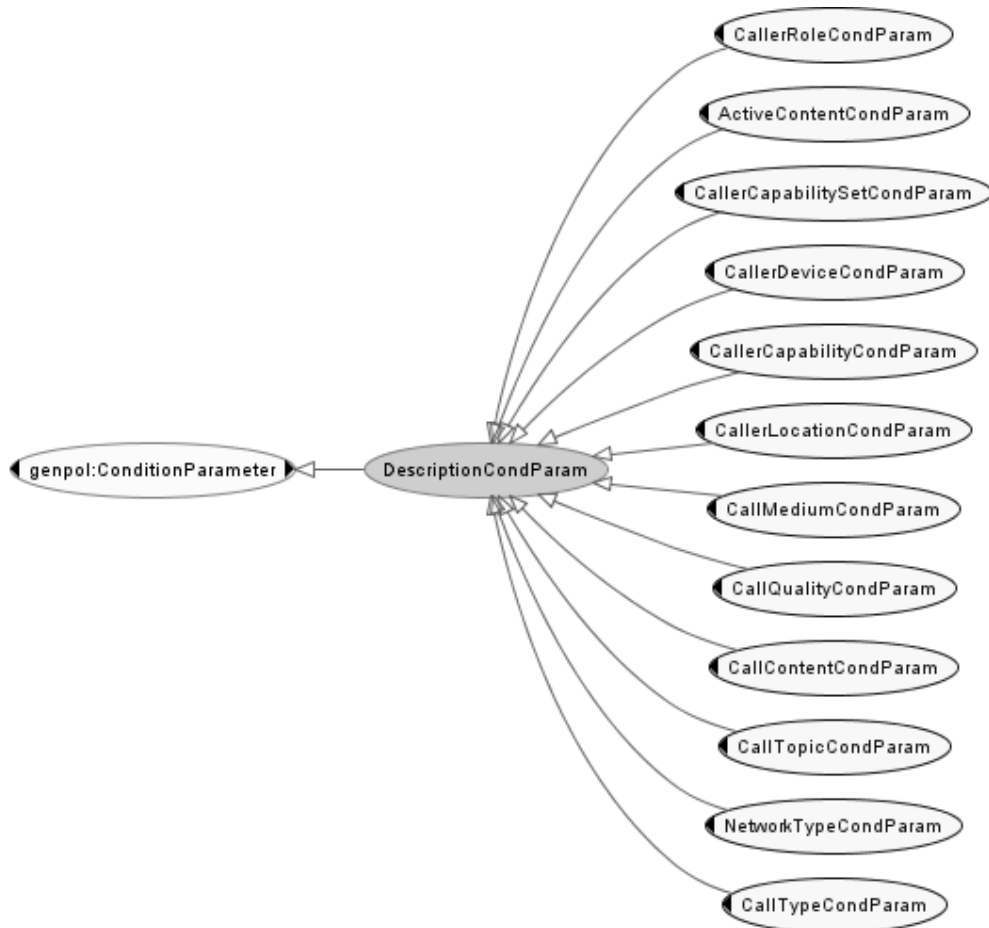 CallerRoleCondParam
ActiveContentCondParam
CallerCapabilitySetCondParam
CallerDeviceCondParam
CallerCapabilityCondParam
CallerLocationCondParam
genpol:ConditionParameter
DescriptionCondParam
CallMediumCondParam
CallQualityCondParam
CallContentCondParam
CallTopicCondParam
NetworkTypeCondParam
CallTypeCondParam